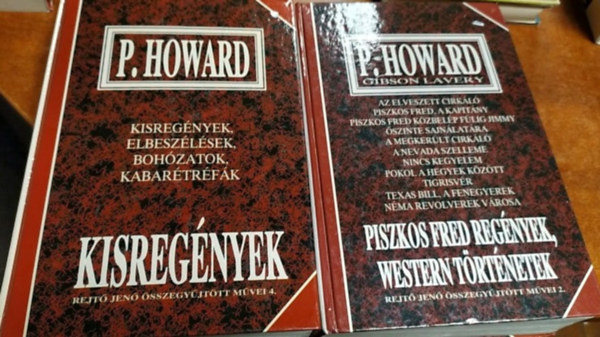 P. HOWARD
KISREGÉNYEK,
ELBESZÉLÉSEK,
BOHÓZATOK,
KABARÉTRÉFÁK
KISREGÉNYEK
REJTŐ JENŐ ÖSSZEGYŰJTÖTT MŰVEI 4.
P. HOWARD
GIBSON LAVERY
AZ ELVESZETT CIRKÁLÓ
PISZKOS FRED, A KAPITÁNY
PISZKOS FRED KÖZBELÉP FÜLIG JIMMY
ŐSZINTE SAJNÁLATÁRA
A MEGKERÜLT CIRKÁLÓ
A NEVADA SZELLEME
NINCS KEGYELEM
POKOL A HEGYEK KÖZÖTT
TIGRISVÉR
TEXAS BILL, A FENEGYEREK
NÉMA REVOLVEREK VÁROSA
PISZKOS FRED REGÉNYEK,
WESTERN TÖRTÉNETEK
REJTŐ JENŐ ÖSSZEGYŰJTÖTT MŰVEI 2.